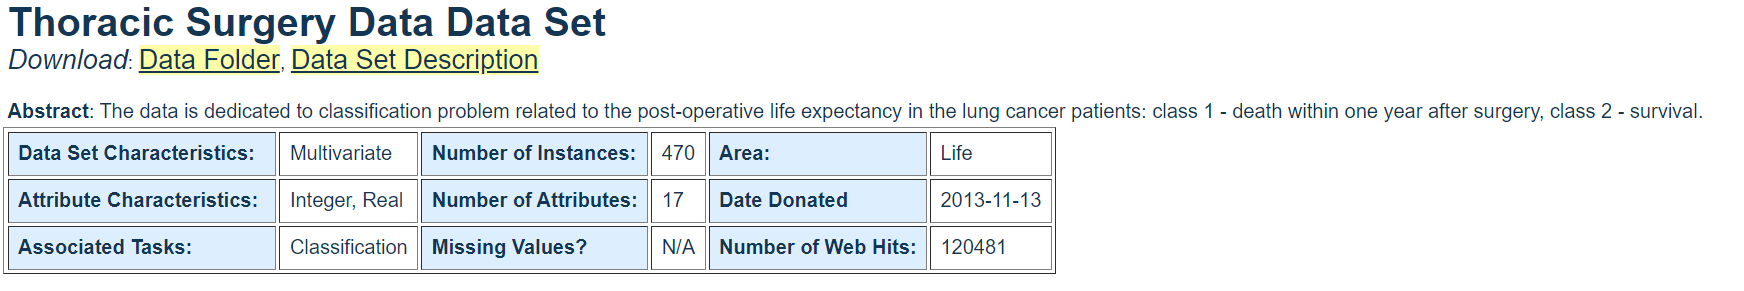 Thoracic Surgery Data Data Set
Download: Data Folder, Data Set Description
Abstract: The data is dedicated to classification problem related to the post-operative life expectancy in the lung cancer patients: class 1 - death within one year after surgery, class 2 - survival.
Data Set Characteristics: Multivariate Number of Instances: 470 Area: Life
Attribute Characteristics: Integer, Real Number of Attributes: 17 Date Donated 2013-11-13
Associated Tasks: Classification Missing Values? N/A Number of Web Hits: 120481